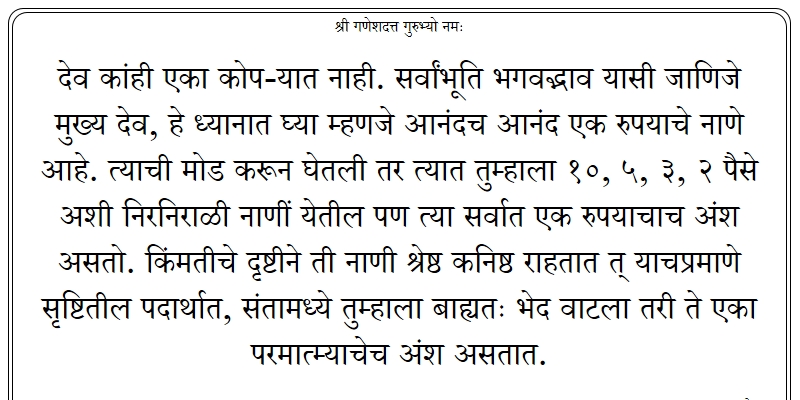 श्री गणेशदत्त गुरुभ्यो नमः
देव कांही एका कोप-यात नाही. सर्वांभूति भगवद्भाव यासी जाणिजे
मुख्य देव, हे ध्यानात घ्या म्हणजे आनंदच आनंद एक रुपयाचे नाणे
आहे. त्याची मोड करून घेतली तर त्यात तुम्हाला १०, ५, ३, २ पैसे
अशी निरनिराळी नाणीं येतील पण त्या सर्वात एक रुपयाचाच अंश
असतो. किंमतीचे दृष्टीने ती नाणी श्रेष्ठ कनिष्ठ राहतात त् याचप्रमाणे
सृष्टितील पदार्थात, संतामध्ये तुम्हाला बाह्यतः भेद वाटला तरी ते एका
परमात्म्याचेच अंश असतात.